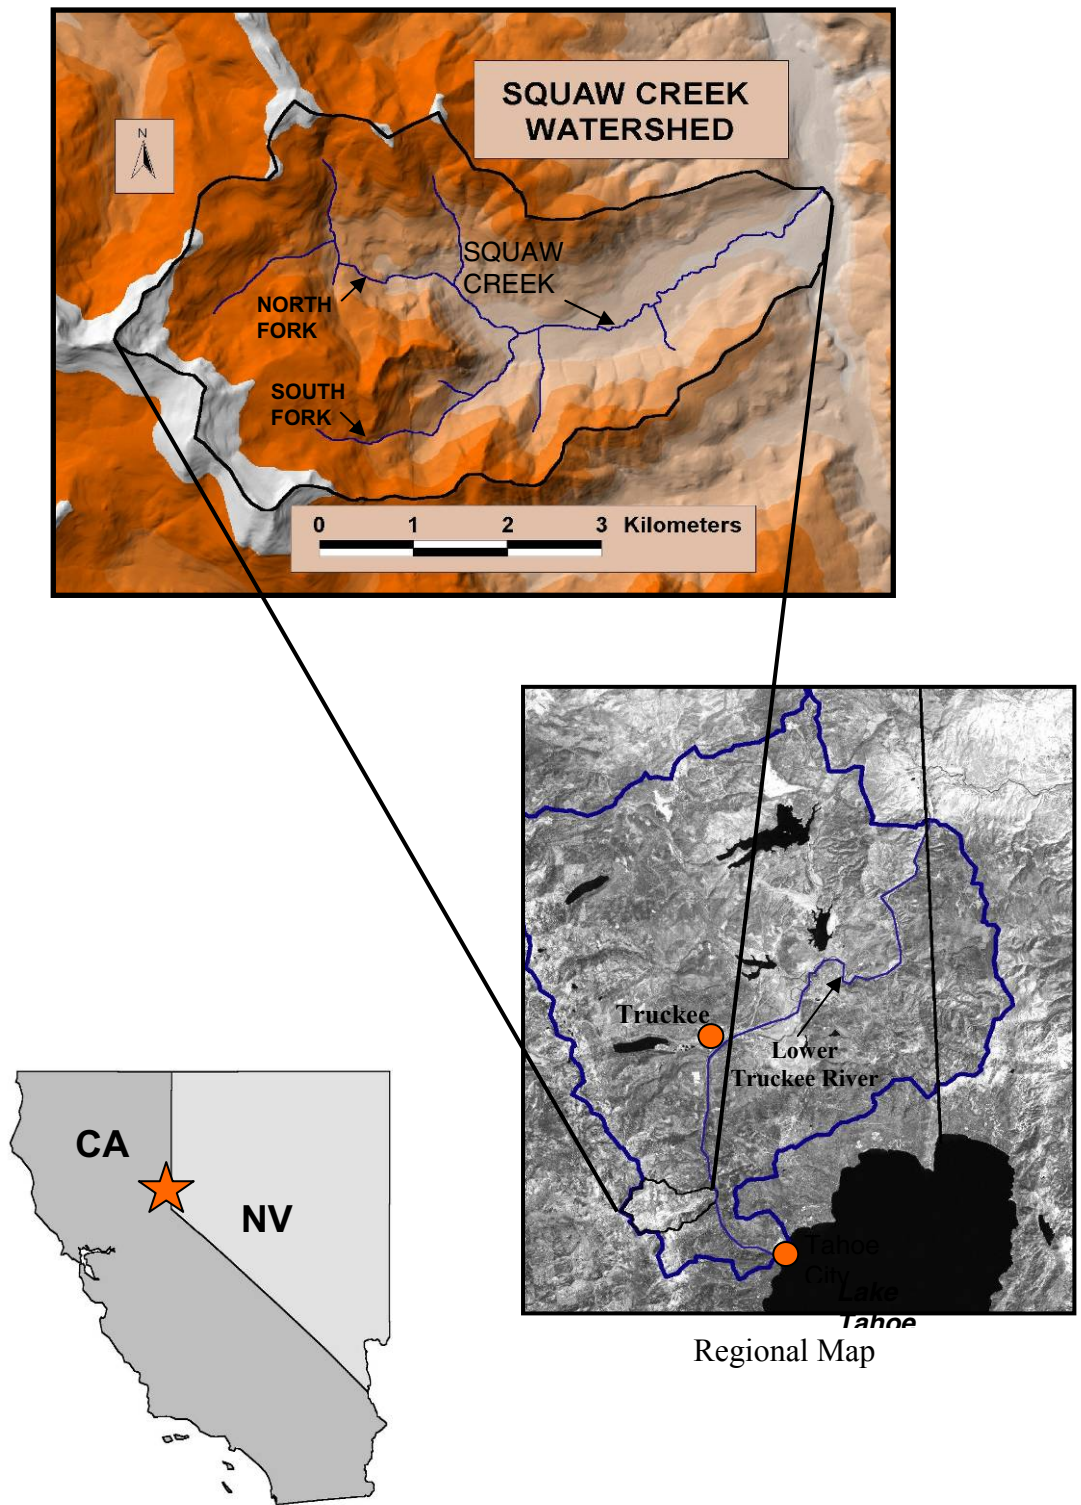 SQUAW CREEK
WATERSHED
N
SQUAW
CREEK
NORTH
FORK
SOUTH
FORK
0 1 2 3 Kilometers
Truckee
Lower
Truckee River
Tahoe
City
Lake
Tahoe
Regional Map
CA
NV